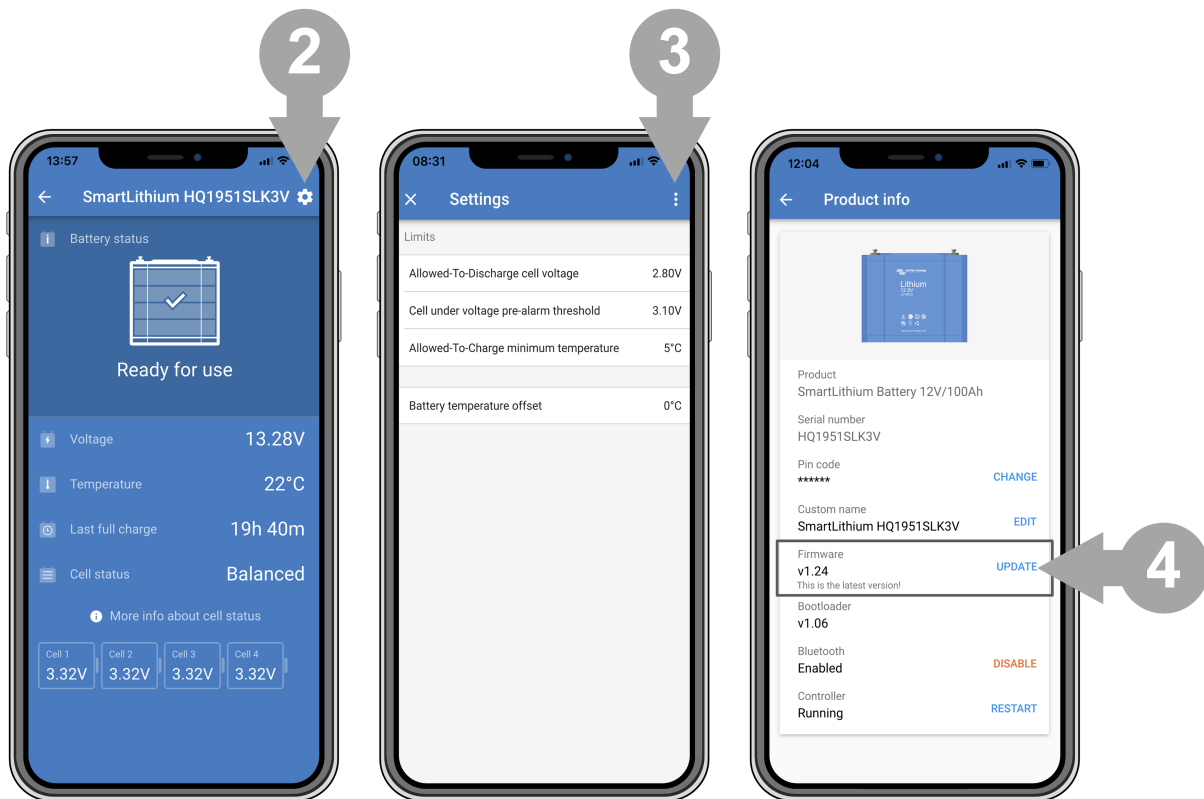 2
3
4
13:57
SmartLithium HQ1951SLK3V
Battery status
Ready for use
Voltage 13.28V
Temperature 22°C
Last full charge 19h 40m
Cell status Balanced
More info about cell status
Cell 1 Cell 2 Cell 3 Cell 4
3.32V 3.32V 3.32V 3.32V
08:31
Settings
Limits
Allowed-To-Discharge cell voltage 2.80V
Cell under voltage pre-alarm threshold 3.10V
Allowed-To-Charge minimum temperature 5°C
Battery temperature offset 0°C
12:04
Product info
Lithium
12.8V
Product
SmartLithium Battery 12V/100Ah
Serial number
HQ1951SLK3V
Pin code
****** CHANGE
Custom name
SmartLithium HQ1951SLK3V EDIT
Firmware
v1.24 UPDATE
This is the latest version!
Bootloader
v1.06
Bluetooth
Enabled DISABLE
Controller
Running RESTART